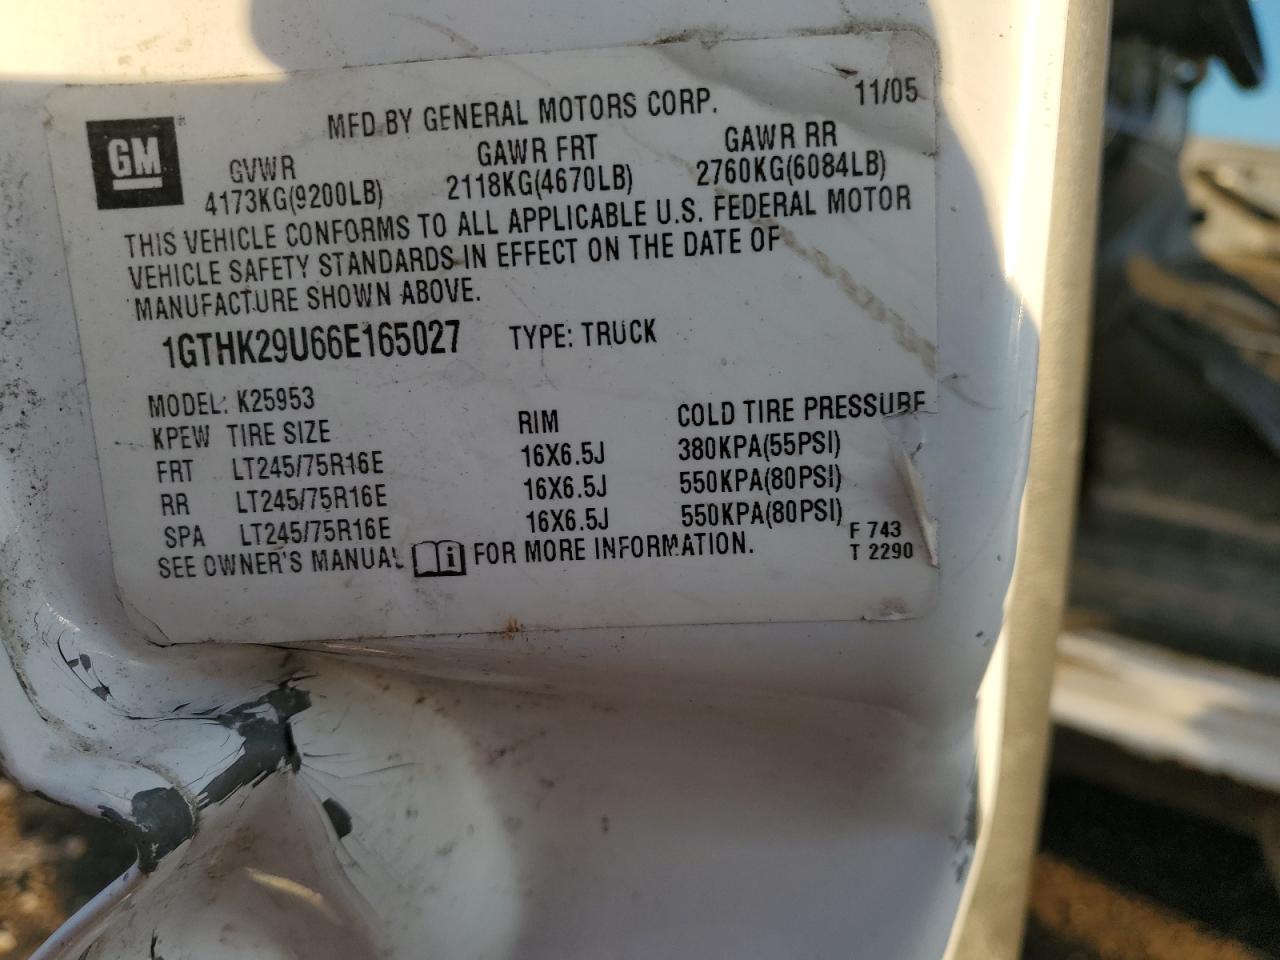 MFD BY GENERAL MOTORS CORP. 11/05
GM
GVWR GAWR FRT GAWR RR
4173KG(9200LB) 2118KG(4670LB) 2760KG(6084LB)
THIS VEHICLE CONFORMS TO ALL APPLICABLE U.S. FEDERAL MOTOR
VEHICLE SAFETY STANDARDS IN EFFECT ON THE DATE OF
MANUFACTURE SHOWN ABOVE.
1GTHK29U66E165027 TYPE: TRUCK
MODEL: K25953
KPEW TIRE SIZE RIM COLD TIRE PRESSURE
FRT LT245/75R16E 16X6.5J 380KPA(55PSI)
RR LT245/75R16E 16X6.5J 550KPA(80PSI)
SPA LT245/75R16E 16X6.5J 550KPA(80PSI)
SEE OWNER'S MANUAL FOR MORE INFORMATION.
F 743
T 2290